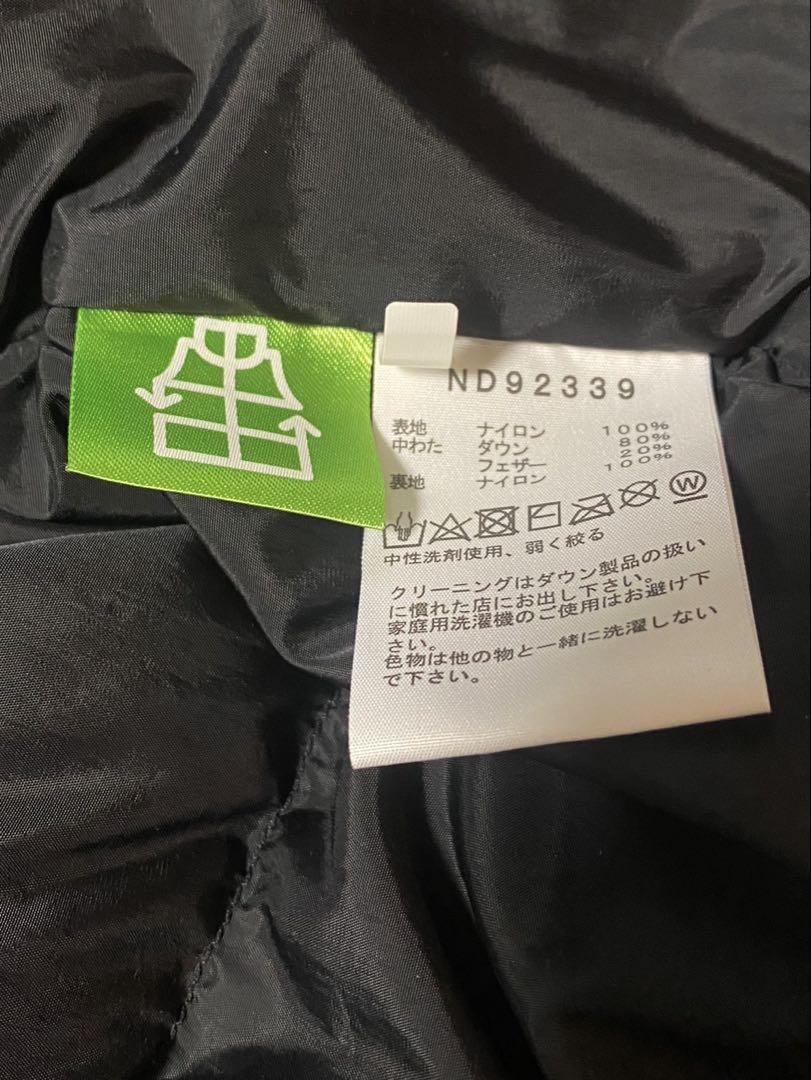 ND92339
表地 ナイロン 100%
中わた ダウン 80%
フェザー 20%
裏地 ナイロン 100%
W
中性洗剤使用、弱く絞る
クリーニングはダウン製品の扱い
に慣れた店にお出し下さい。
家庭用洗濯機のご使用はお避け下
さい。
色物は他の物と一緒に洗濯しない
で下さい。